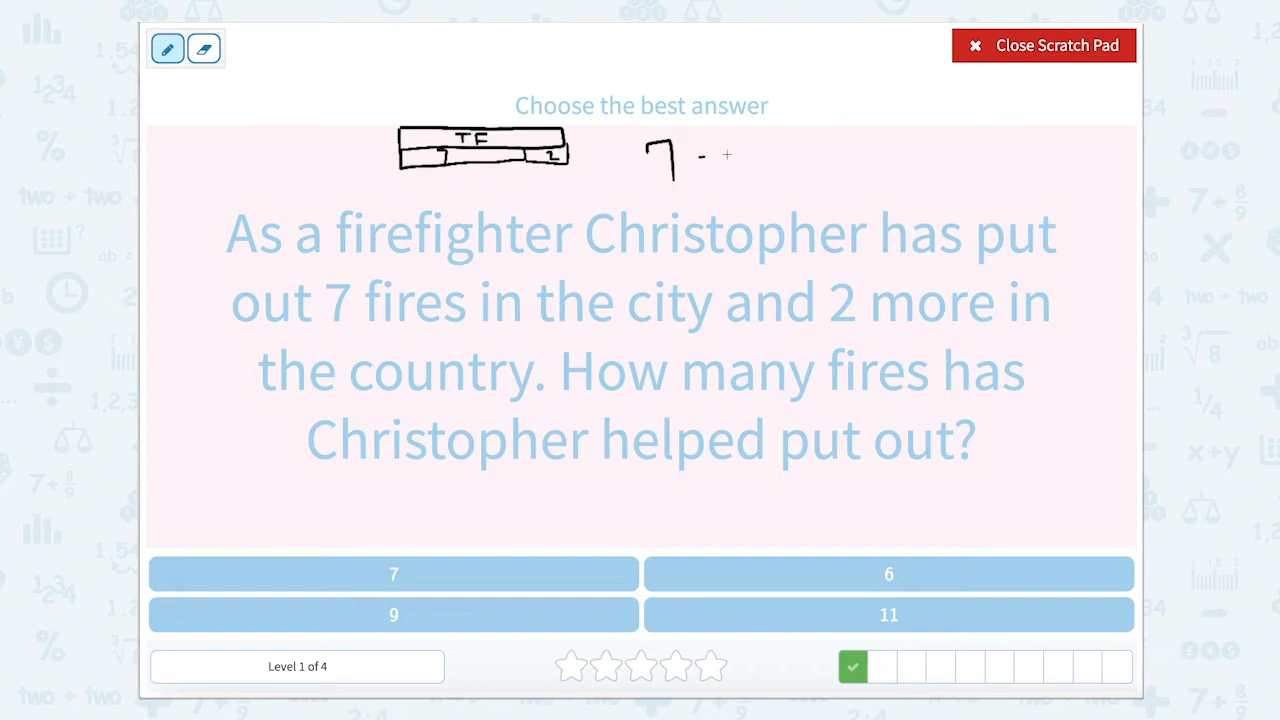 Close Scratch Pad
Choose the best answer
TF
7 2
7 -
As a firefighter Christopher has put
out 7 fires in the city and 2 more in
the country. How many fires has
Christopher helped put out?
7
6
9
11
Level 1 of 4